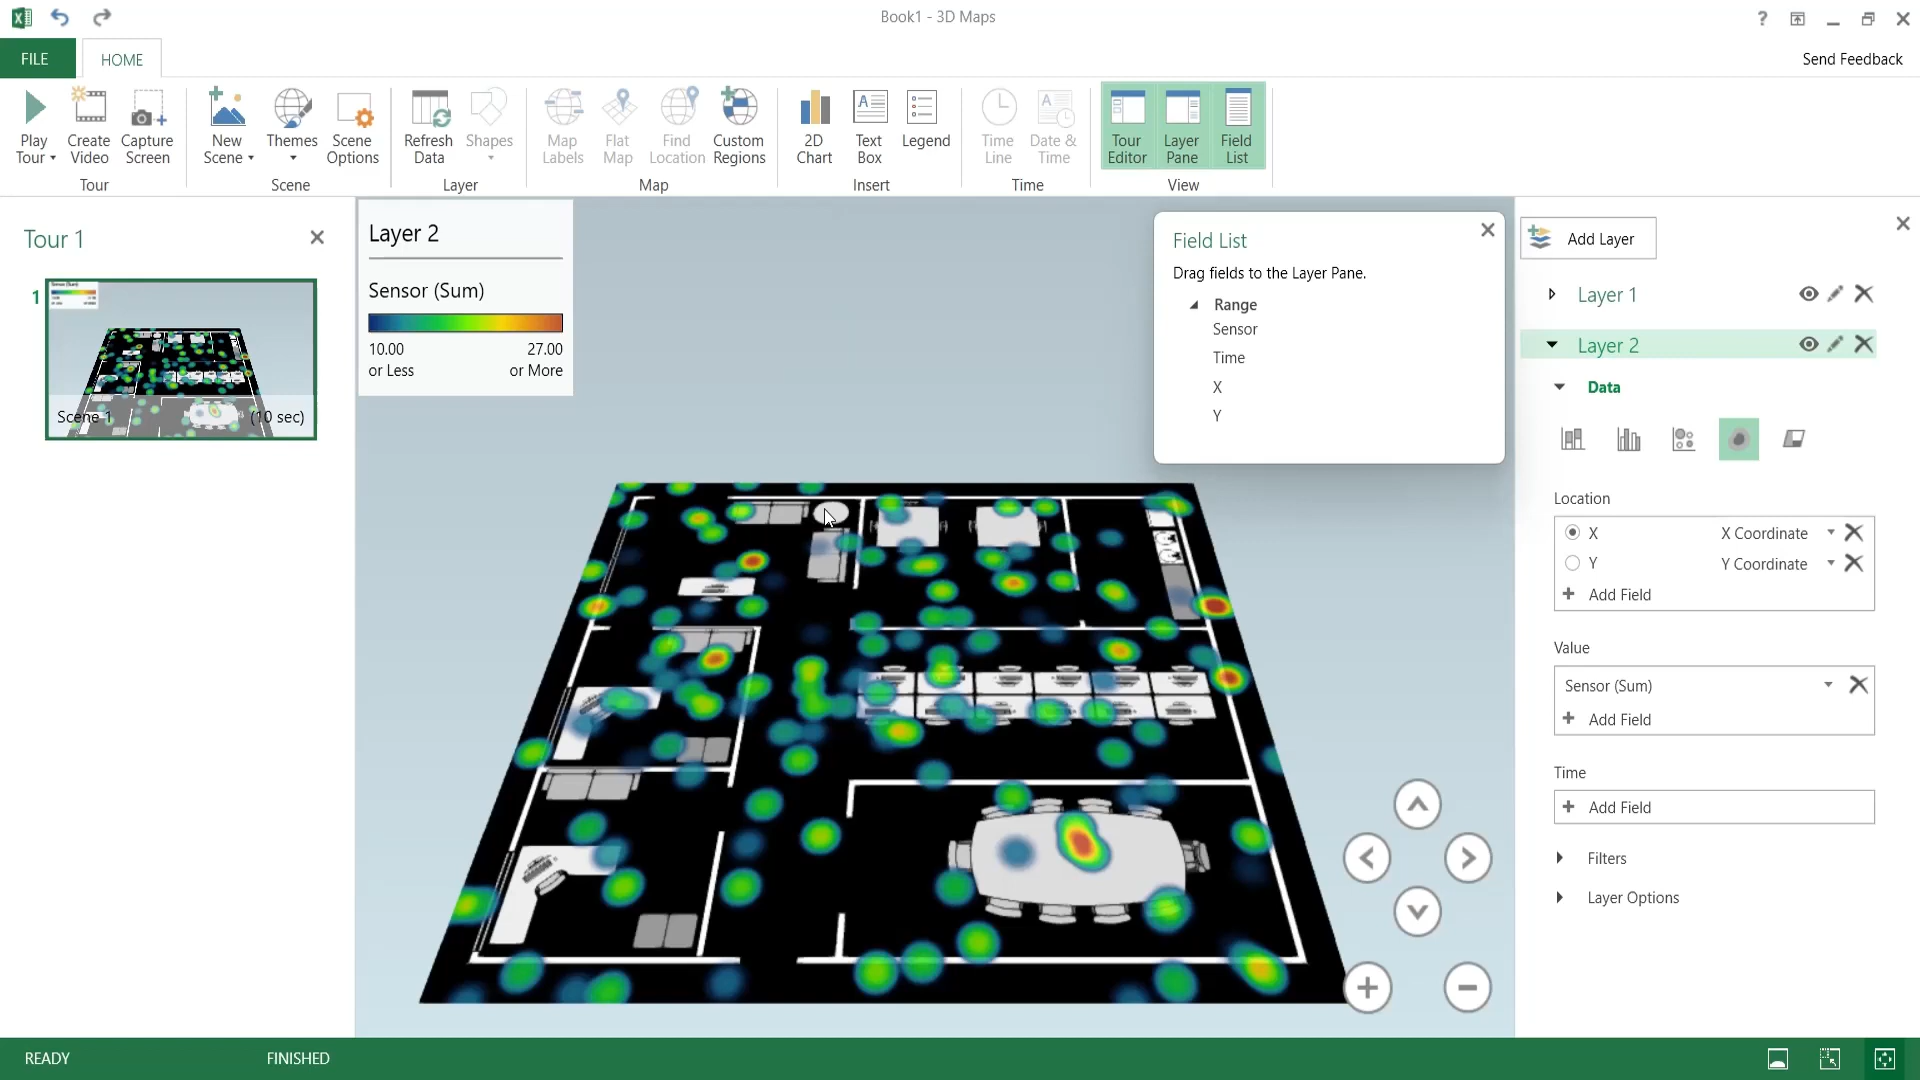 Book1 - 3D Maps
?
FILE
HOME
Send Feedback
Play Tour
Create Video
Capture Screen
Tour
New Scene
Themes
Scene Options
Scene
Refresh Data
Shapes
Layer
Map Labels
Flat Map
Find Location
Custom Regions
Map
2D Chart
Text Box
Legend
Insert
Time Line
Date & Time
Time
Tour Editor
Layer Pane
Field List
View
Tour 1
1
Scene 1
(10 sec)
Layer 2
Sensor (Sum)
10.00 27.00
or Less or More
Field List
Drag fields to the Layer Pane.
Range
Sensor
Time
X
Y
Add Layer
Layer 1
Layer 2
Data
Location
X X Coordinate
Y Y Coordinate
+ Add Field
Value
Sensor (Sum)
+ Add Field
Time
+ Add Field
Filters
Layer Options
READY
FINISHED